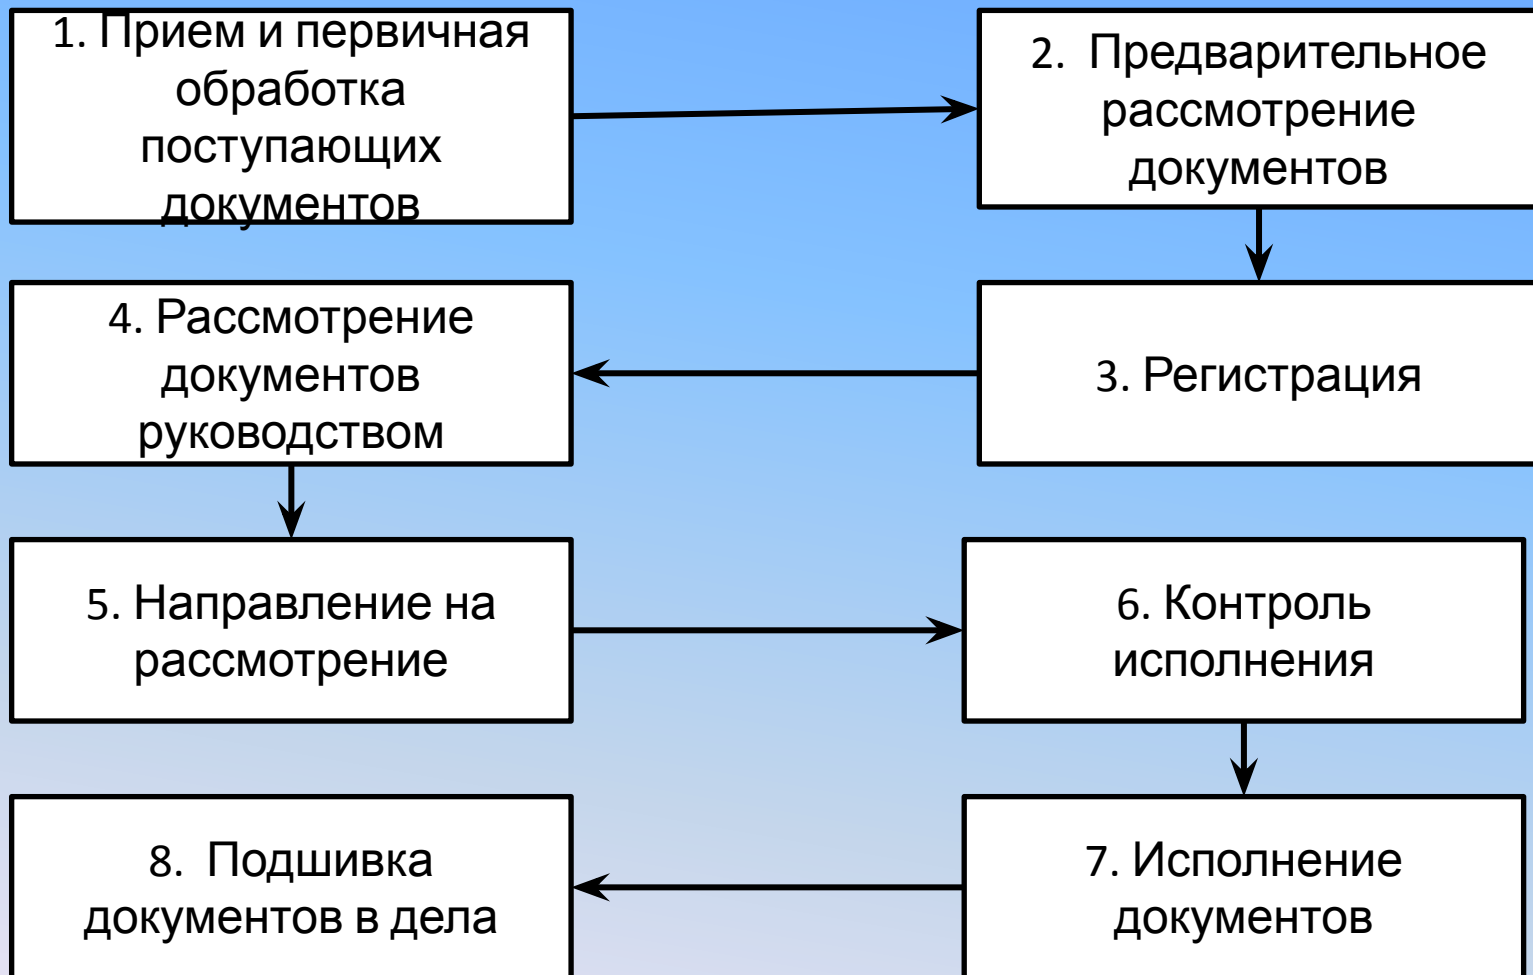 1. Прием и первичная
обработка
поступающих
документов
2. Предварительное
рассмотрение
документов
3. Регистрация
4. Рассмотрение
документов
руководством
5. Направление на
рассмотрение
6. Контроль
исполнения
7. Исполнение
документов
8. Подшивка
документов в дела